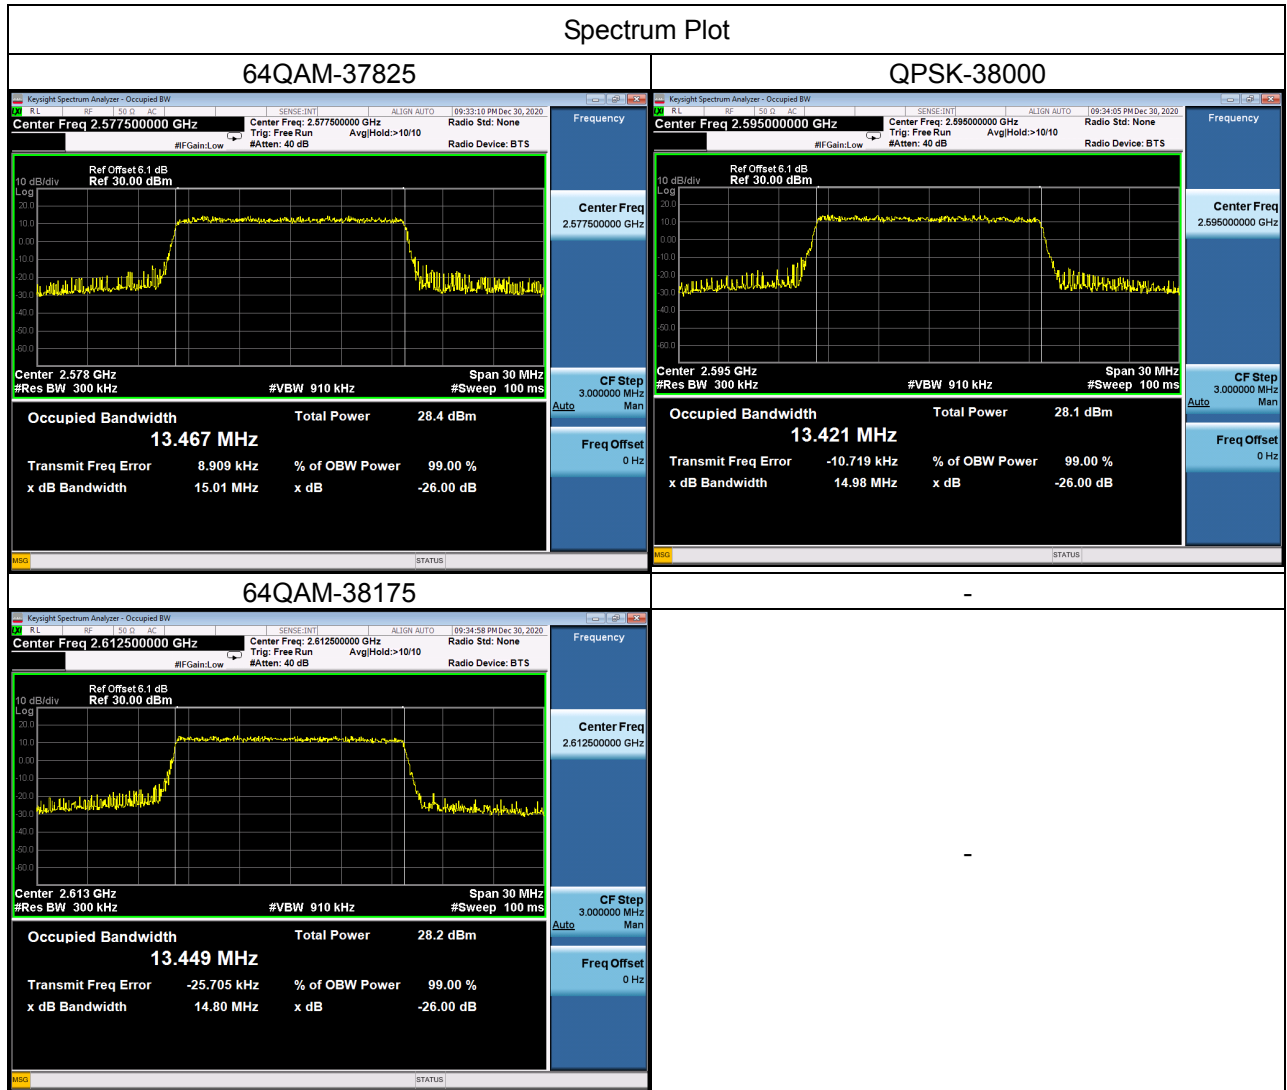 Spectrum Plot
64QAM-37825
QPSK-38000
Keysight Spectrum Analyzer - Occupied BW
RL RF 50 Ω AC SENSE:INT ALIGN AUTO 09:33:10 PM Dec 30, 2020
Center Freq 2.577500000 GHz
Center Freq: 2.577500000 GHz
Radio Std: None
Trig: Free Run Avg|Hold:>10/10
#IFGain:Low #Atten: 40 dB
Radio Device: BTS
Frequency
Ref Offset 6.1 dB
10 dB/div Ref 30.00 dBm
Log
20.0
10.0
0.00
-10.0
-20.0
-30.0
-40.0
-50.0
-60.0
Center Freq
2.577500000 GHz
Center 2.578 GHz Span 30 MHz
#Res BW 300 kHz #VBW 910 kHz #Sweep 100 ms
CF Step
3.000000 MHz
Auto Man
Occupied Bandwidth Total Power 28.4 dBm
13.467 MHz
Transmit Freq Error 8.909 kHz % of OBW Power 99.00 %
x dB Bandwidth 15.01 MHz x dB -26.00 dB
Freq Offset
0 Hz
MSG STATUS
Keysight Spectrum Analyzer - Occupied BW
RL RF 50 Ω AC SENSE:INT ALIGN AUTO 09:34:05 PM Dec 30, 2020
Center Freq 2.595000000 GHz
Center Freq: 2.595000000 GHz
Radio Std: None
Trig: Free Run Avg|Hold:>10/10
#IFGain:Low #Atten: 40 dB
Radio Device: BTS
Frequency
Ref Offset 6.1 dB
10 dB/div Ref 30.00 dBm
Log
20.0
10.0
0.00
-10.0
-20.0
-30.0
-40.0
-50.0
-60.0
Center Freq
2.595000000 GHz
Center 2.595 GHz Span 30 MHz
#Res BW 300 kHz #VBW 910 kHz #Sweep 100 ms
CF Step
3.000000 MHz
Auto Man
Occupied Bandwidth Total Power 28.1 dBm
13.421 MHz
Transmit Freq Error -10.719 kHz % of OBW Power 99.00 %
x dB Bandwidth 14.98 MHz x dB -26.00 dB
Freq Offset
0 Hz
MSG STATUS
64QAM-38175
-
Keysight Spectrum Analyzer - Occupied BW
RL RF 50 Ω AC SENSE:INT ALIGN AUTO 09:34:58 PM Dec 30, 2020
Center Freq 2.612500000 GHz
Center Freq: 2.612500000 GHz
Radio Std: None
Trig: Free Run Avg|Hold:>10/10
#IFGain:Low #Atten: 40 dB
Radio Device: BTS
Frequency
Ref Offset 6.1 dB
10 dB/div Ref 30.00 dBm
Log
20.0
10.0
0.00
-10.0
-20.0
-30.0
-40.0
-50.0
-60.0
Center Freq
2.612500000 GHz
Center 2.613 GHz Span 30 MHz
#Res BW 300 kHz #VBW 910 kHz #Sweep 100 ms
CF Step
3.000000 MHz
Auto Man
Occupied Bandwidth Total Power 28.2 dBm
13.449 MHz
Transmit Freq Error -25.705 kHz % of OBW Power 99.00 %
x dB Bandwidth 14.80 MHz x dB -26.00 dB
Freq Offset
0 Hz
MSG STATUS
-